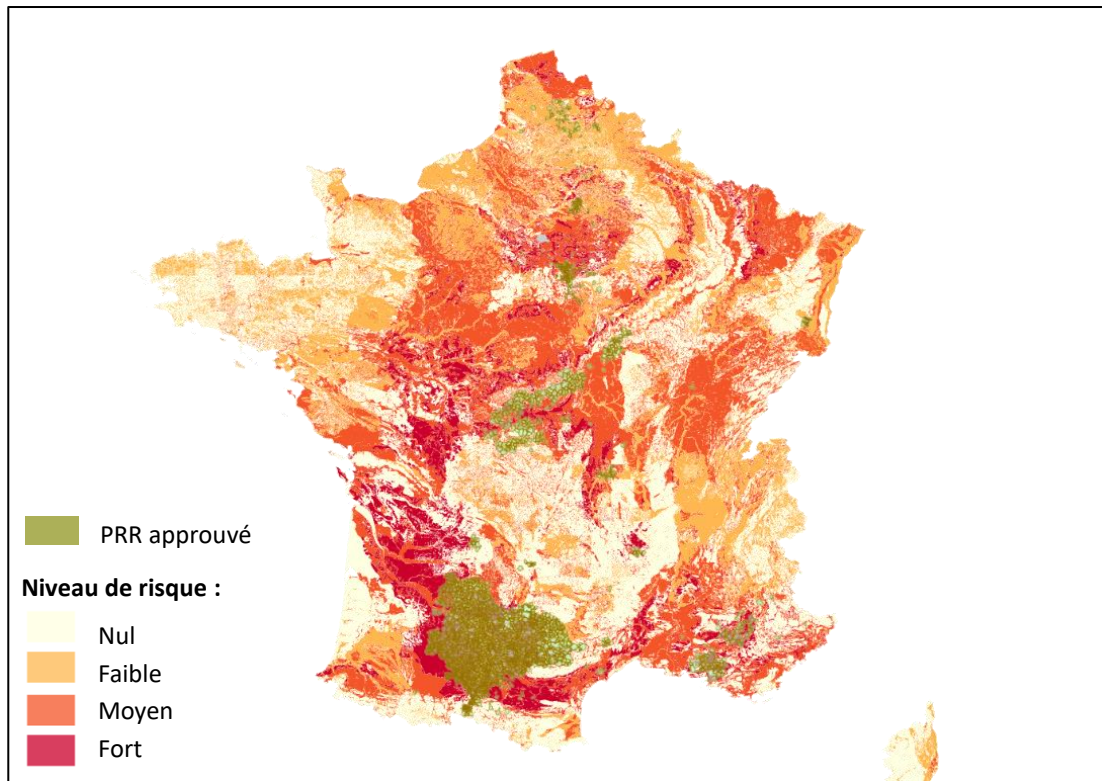 PRR approuvé
Niveau de risque :
Nul
Faible
Moyen
Fort